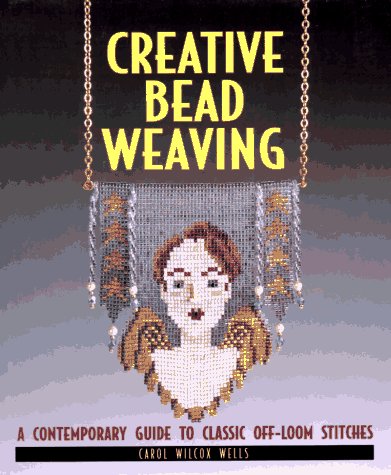 CREATIVE
BEAD
WEAVING
A CONTEMPORARY GUIDE TO CLASSIC OFF-LOOM STITCHES
CAROL WILCOX WELLS